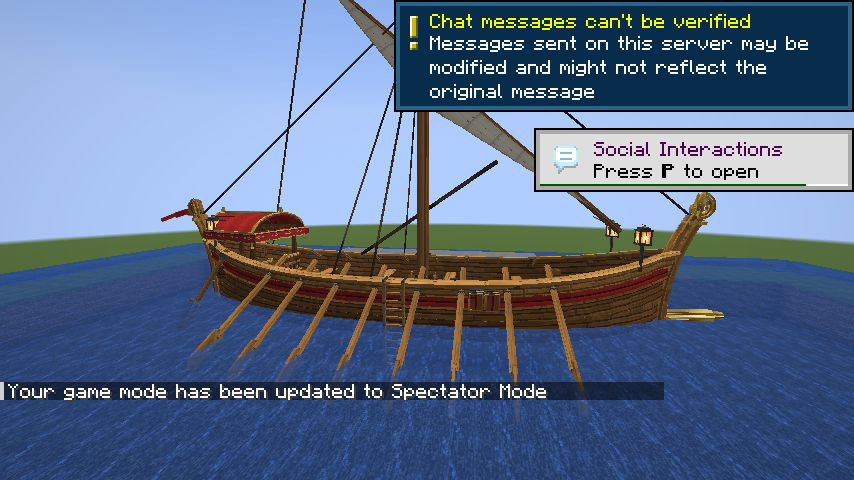 Chat messages can't be verified
Messages sent on this server may be
modified and might not reflect the
original message
Social Interactions
Press P to open
Your game mode has been updated to Spectator Mode